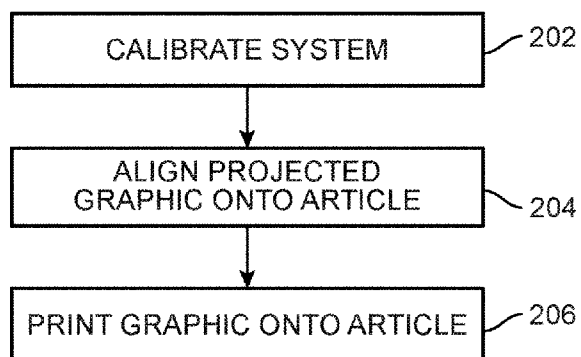 CALIBRATE SYSTEM
202
ALIGN PROJECTED
GRAPHIC ONTO ARTICLE
204
PRINT GRAPHIC ONTO ARTICLE
206